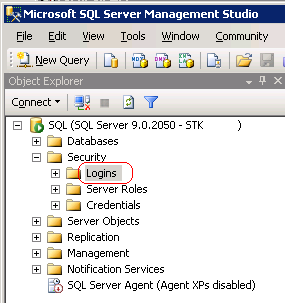 Microsoft SQL Server Management Studio
File Edit View Tools Window Community
New Query
Object Explorer
Connect
SQL (SQL Server 9.0.2050 - STK )
Databases
Security
Logins
Server Roles
Credentials
Server Objects
Replication
Management
Notification Services
SQL Server Agent (Agent XPs disabled)